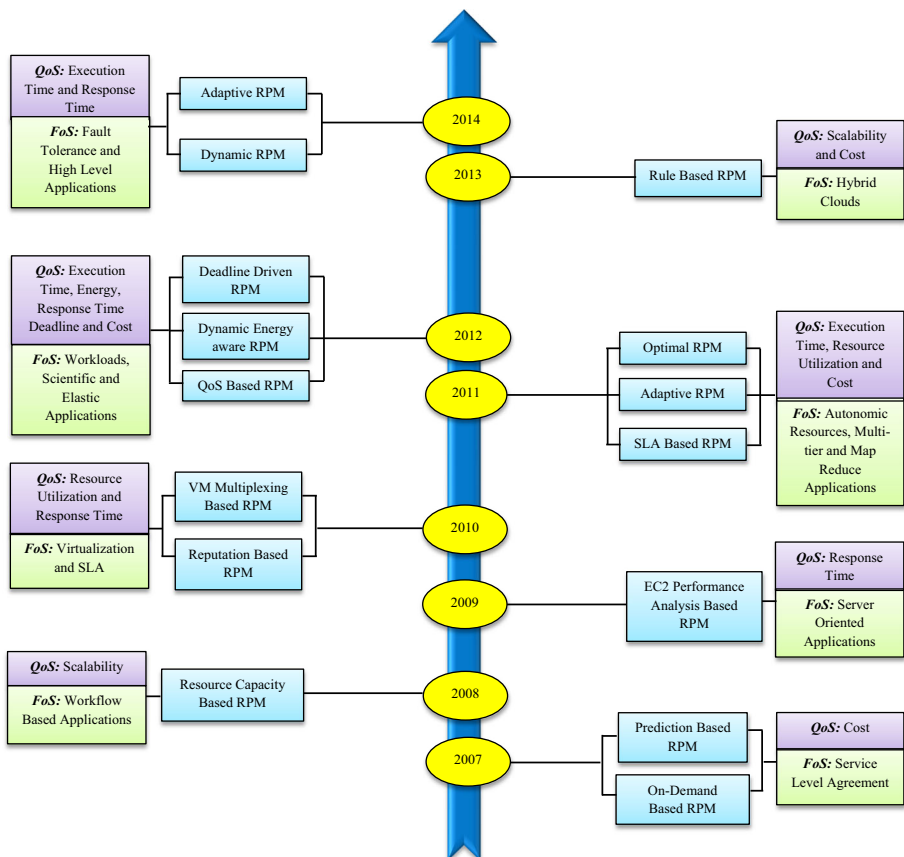 QoS: Execution
Time and Response
Time
FoS: Fault
Tolerance and
High Level
Applications
Adaptive RPM
Dynamic RPM
2014
2013
Rule Based RPM
QoS: Scalability
and Cost
FoS: Hybrid
Clouds
QoS: Execution
Time, Energy,
Response Time
Deadline and Cost
FoS: Workloads,
Scientific and
Elastic Applications
Deadline Driven
RPM
Dynamic Energy
aware RPM
QoS Based RPM
2012
2011
Optimal RPM
Adaptive RPM
SLA Based RPM
QoS: Execution
Time, Resource
Utilization and
Cost
FoS: Autonomic
Resources, Multi-
tier and Map
Reduce Applications
QoS: Resource
Utilization and
Response Time
FoS: Virtualization
and SLA
VM Multiplexing
Based RPM
Reputation Based
RPM
2010
2009
EC2 Performance
Analysis Based
RPM
QoS: Response
Time
FoS: Server
Oriented
Applications
QoS: Scalability
FoS: Workflow
Based Applications
Resource Capacity
Based RPM
2008
2007
Prediction Based
RPM
On-Demand
Based RPM
QoS: Cost
FoS: Service
Level Agreement